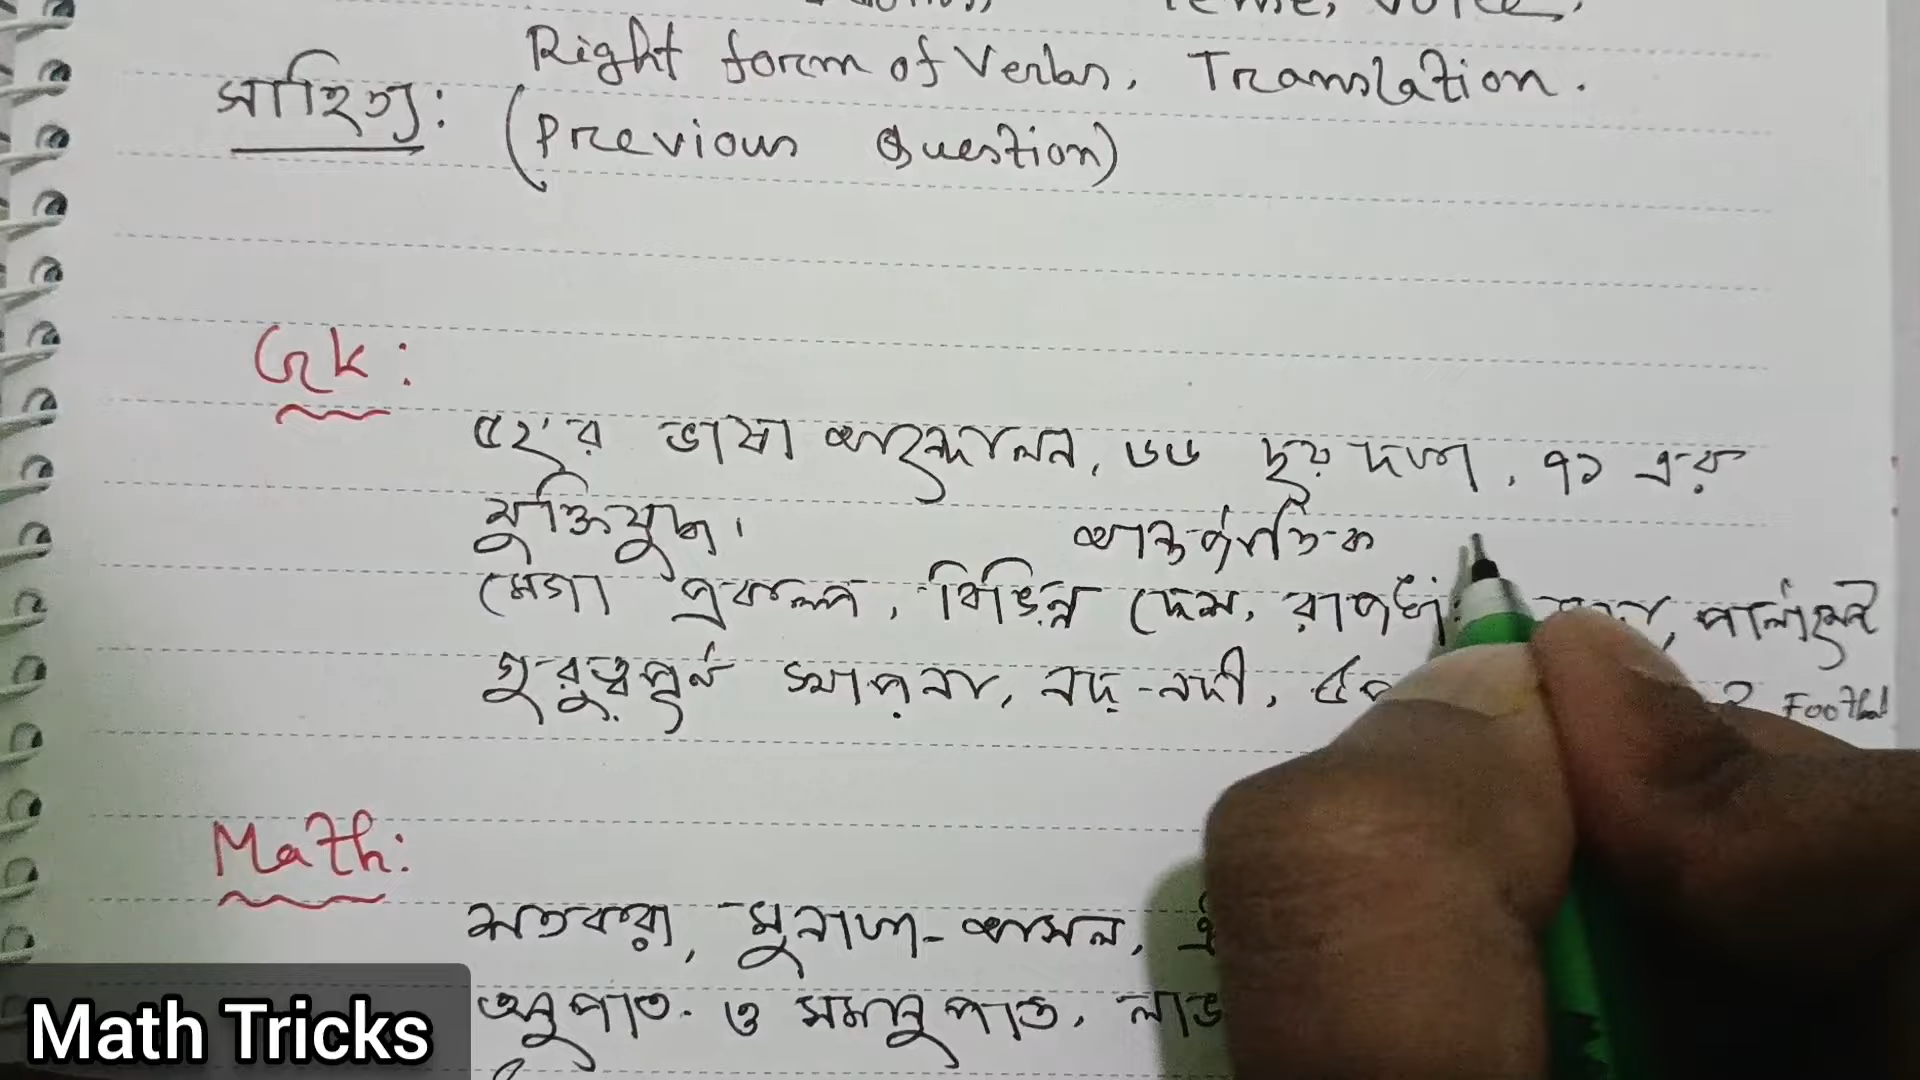 Right form of Verbs, Translation.
সাহিত্য: (Previous Question)
Gk:
৫২'র ভাষা আন্দোলন, ৬৬ ছয় দফা, ৭১ এর
মুক্তিযুদ্ধ।
আন্তর্জাতিক
মেগা প্রকল্প, বিভিন্ন দেশ, রাজধা
গুরুত্বপূর্ণ স্থাপনা, নদ-নদী, Football
Math:
শতকরা, মুনাফা-আসল,
অনুপাত ও সমানুপাত, লাভ
Math Tricks